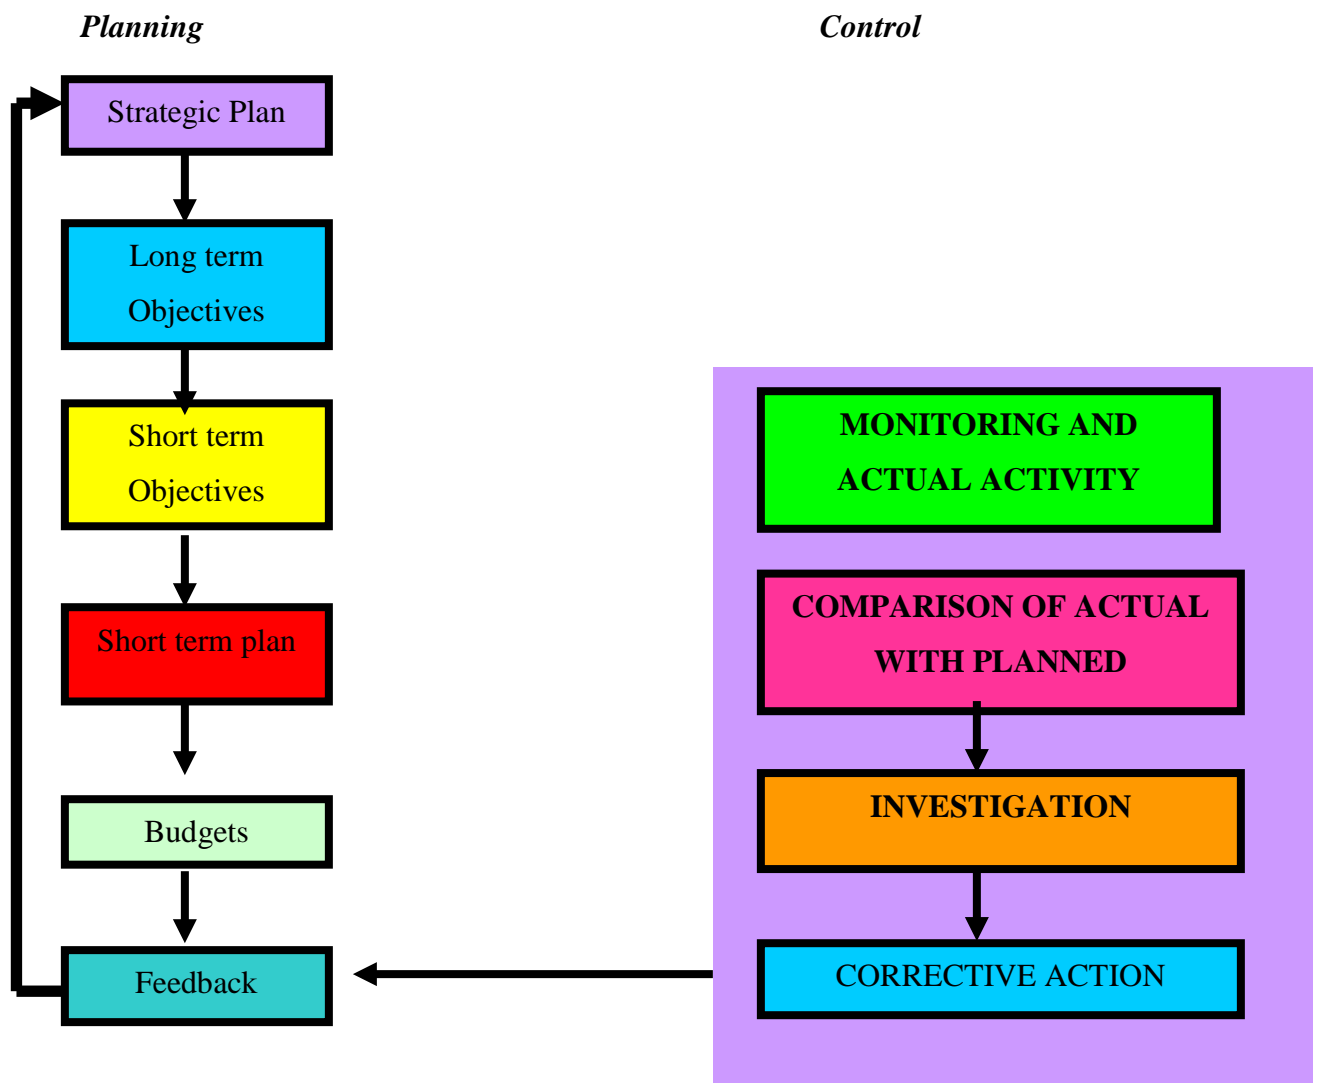 Planning
Control
Strategic Plan
Long term
Objectives
Short term
Objectives
Short term plan
Budgets
Feedback
MONITORING AND
ACTUAL ACTIVITY
COMPARISON OF ACTUAL
WITH PLANNED
INVESTIGATION
CORRECTIVE ACTION